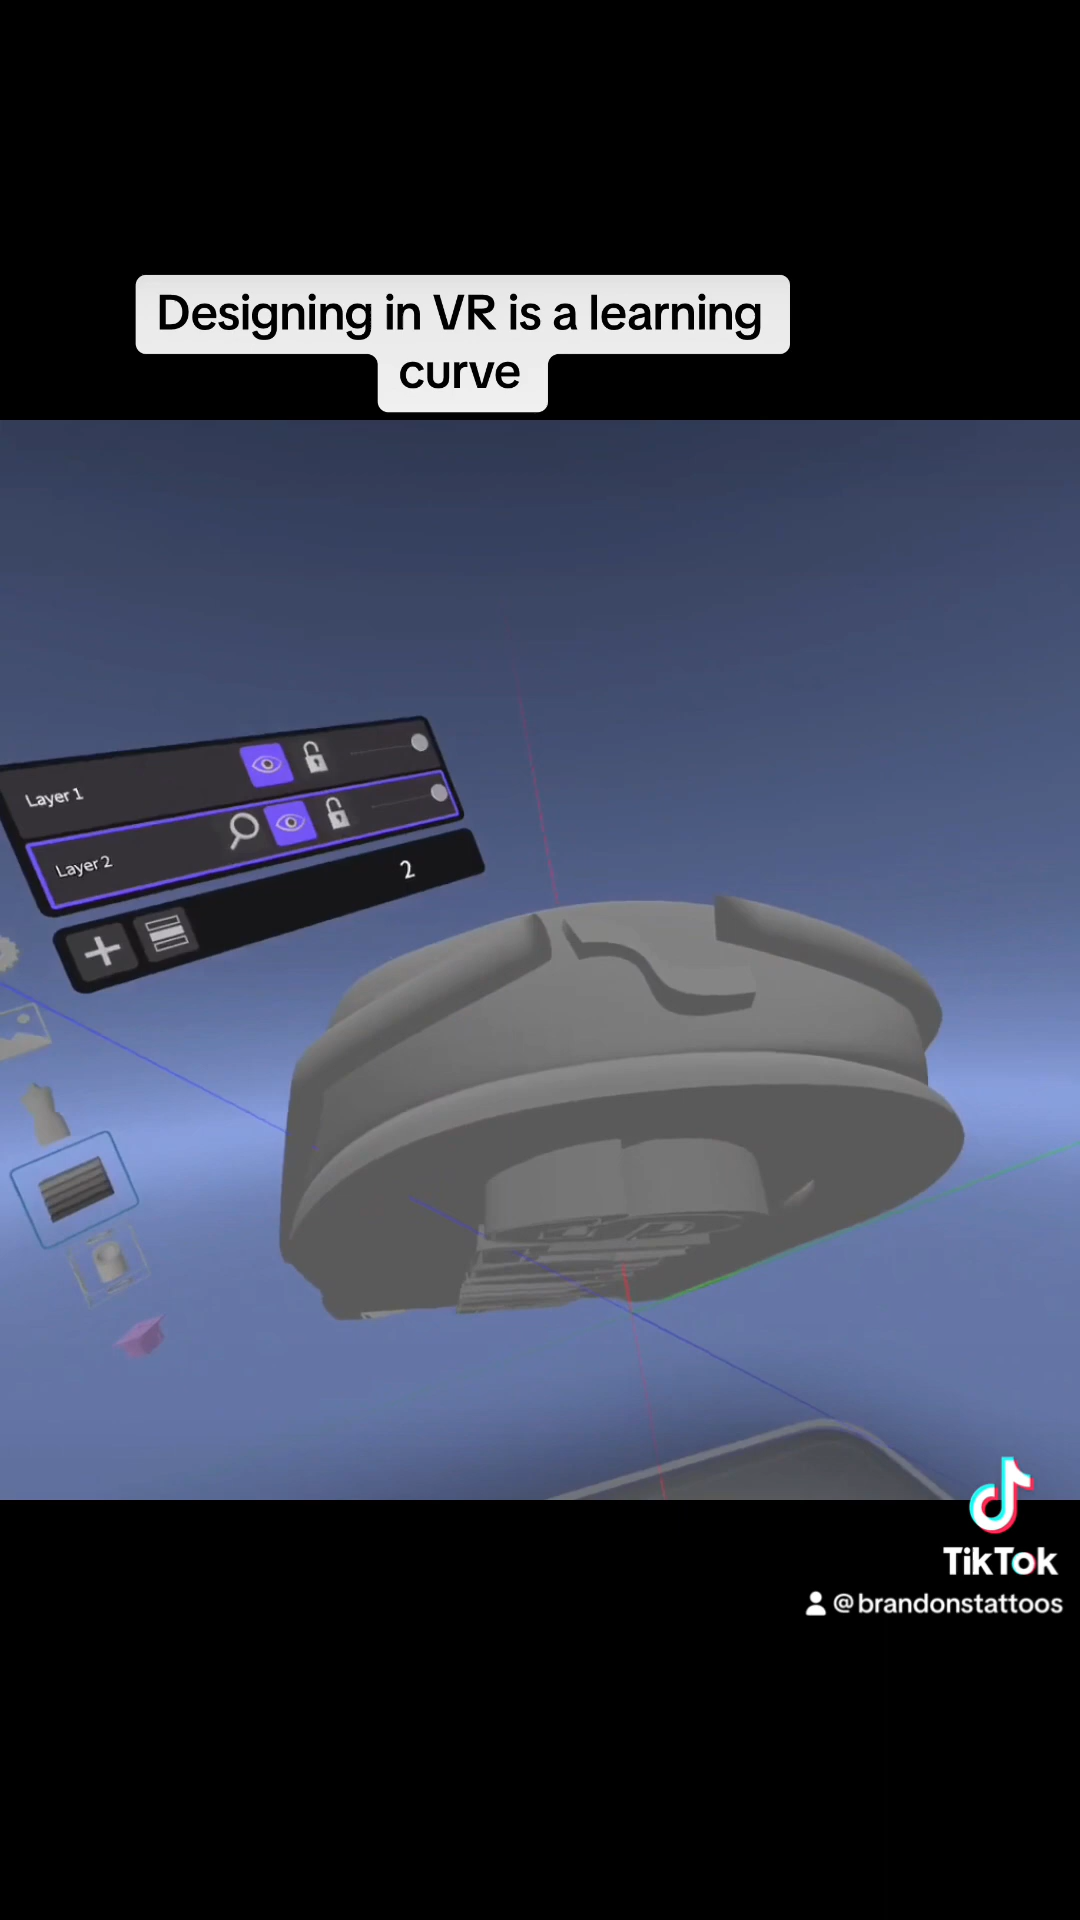 Designing in VR is a learning
curve
Layer 1
Layer 2
2
TikTok
@brandonstattoos